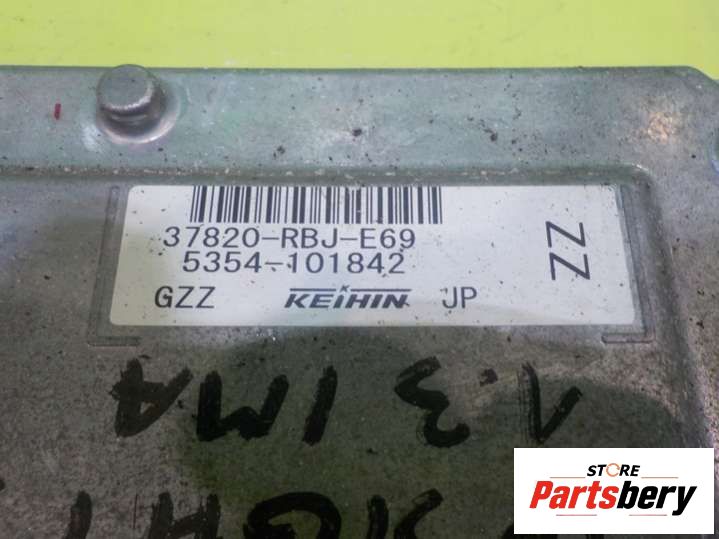 37820-RBJ-E69
5354-101842
GZZ KEIHIN JP
ZZ
1.3 IMA
STORE
Partsbery